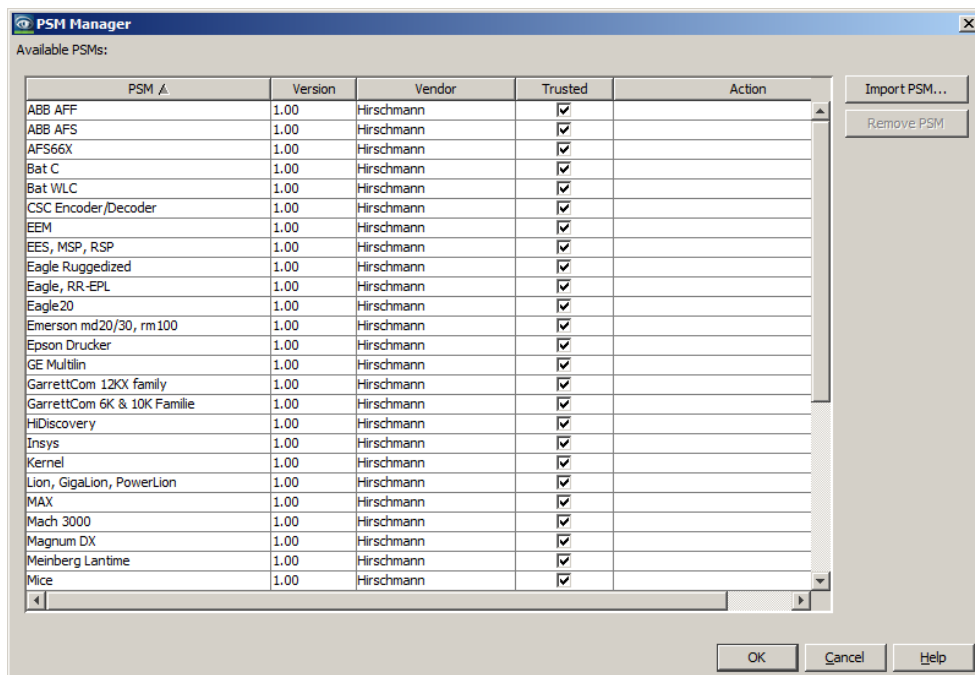 PSM Manager
Available PSMs:
PSM Version Vendor Trusted Action
ABB AFF 1.00 Hirschmann
ABB AFS 1.00 Hirschmann
AFS66X 1.00 Hirschmann
Bat C 1.00 Hirschmann
Bat WLC 1.00 Hirschmann
CSC Encoder/Decoder 1.00 Hirschmann
EEM 1.00 Hirschmann
EES, MSP, RSP 1.00 Hirschmann
Eagle Ruggedized 1.00 Hirschmann
Eagle, RR-EPL 1.00 Hirschmann
Eagle20 1.00 Hirschmann
Emerson md20/30, rm100 1.00 Hirschmann
Epson Drucker 1.00 Hirschmann
GE Multilin 1.00 Hirschmann
GarrettCom 12KX family 1.00 Hirschmann
GarrettCom 6K & 10K Familie 1.00 Hirschmann
HiDiscovery 1.00 Hirschmann
Insys 1.00 Hirschmann
Kernel 1.00 Hirschmann
Lion, GigaLion, PowerLion 1.00 Hirschmann
MAX 1.00 Hirschmann
Mach 3000 1.00 Hirschmann
Magnum DX 1.00 Hirschmann
Meinberg Lantime 1.00 Hirschmann
Mice 1.00 Hirschmann
Import PSM...
Remove PSM
OK Cancel Help